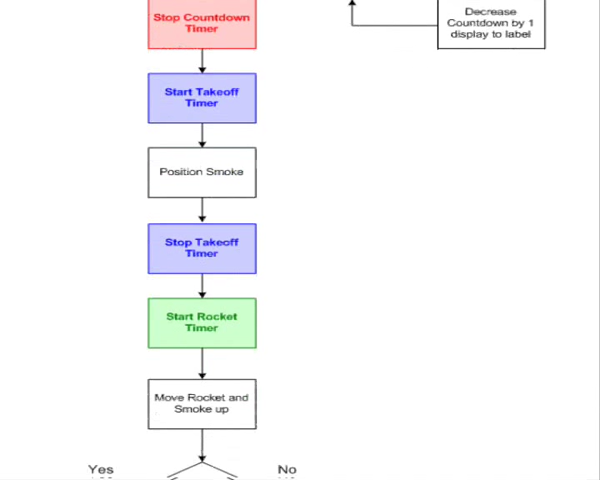 Stop Countdown
Timer
Decrease
Countdown by 1
display to label
Start Takeoff
Timer
Position Smoke
Stop Takeoff
Timer
Start Rocket
Timer
Move Rocket and
Smoke up
Yes
No